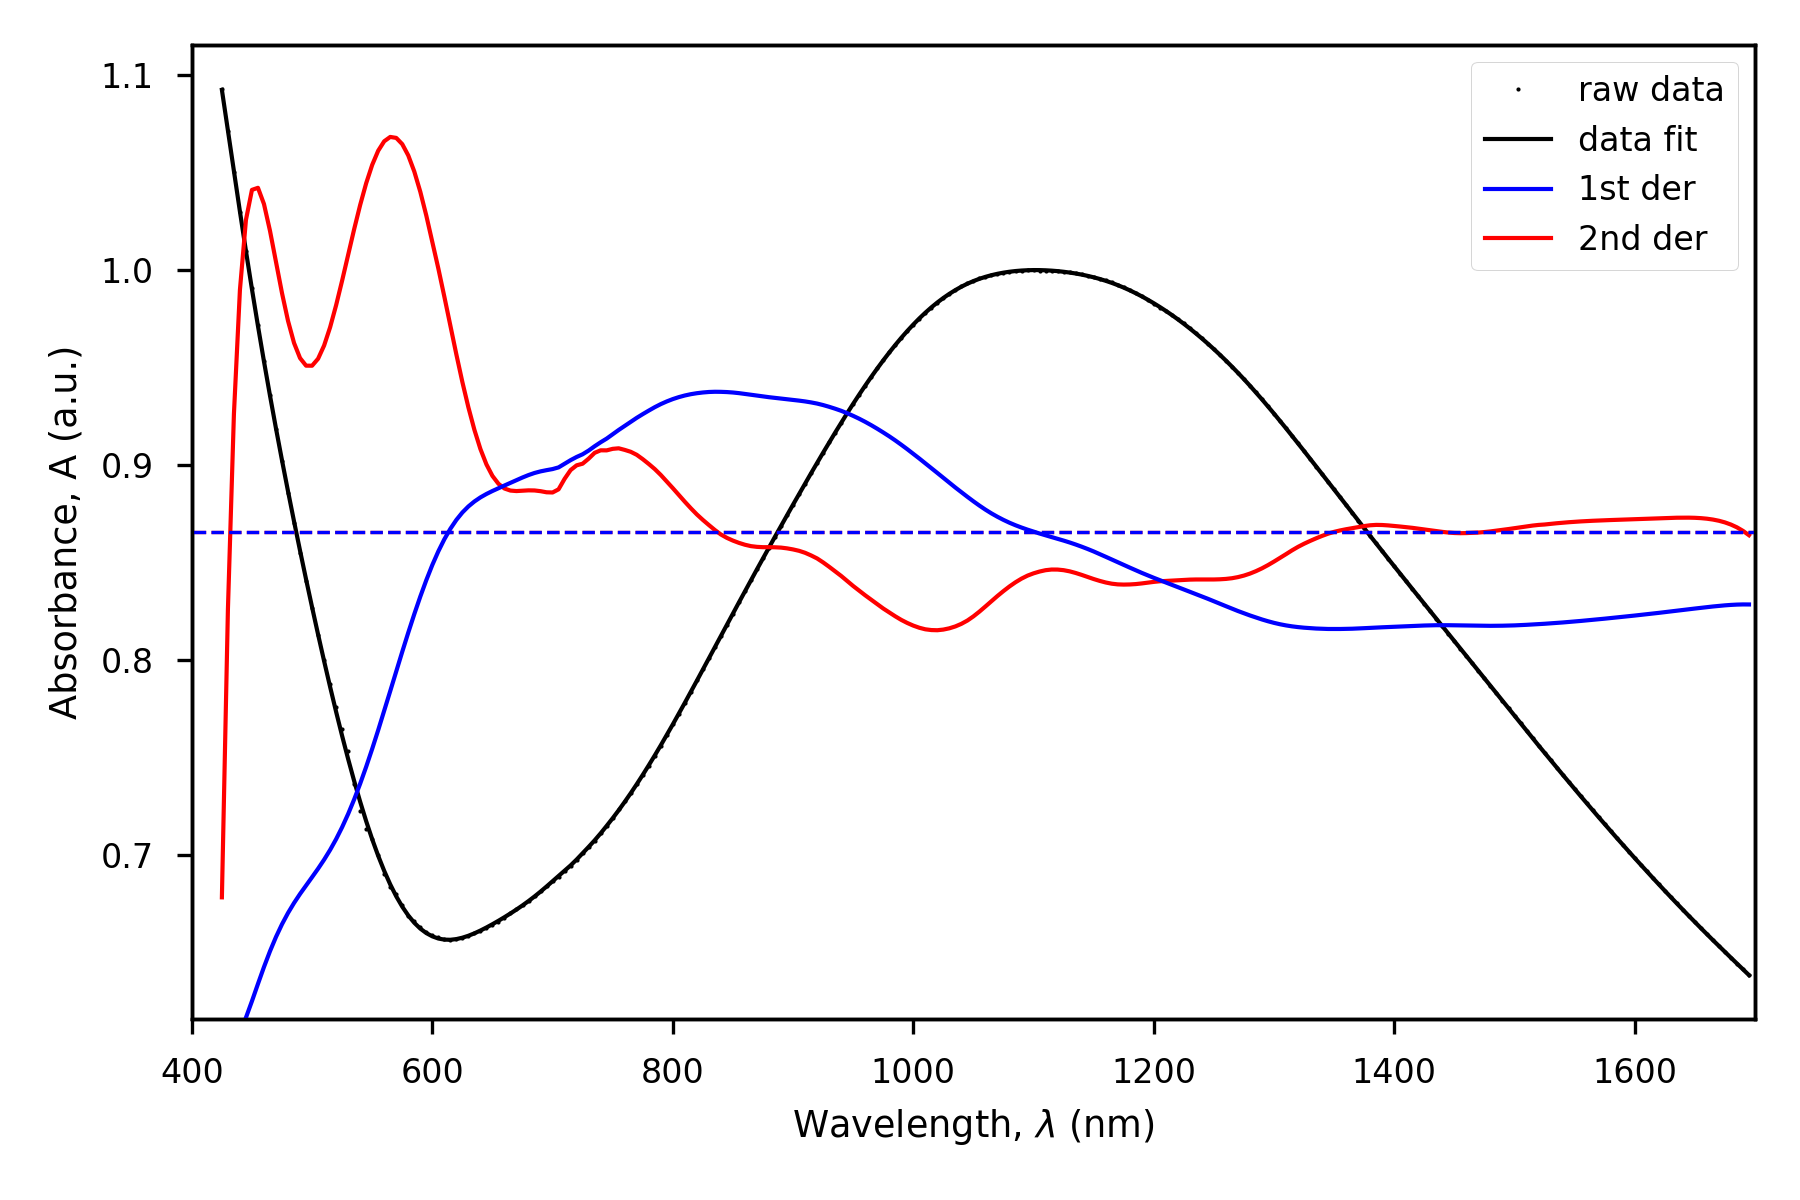 1.1
1.0
0.9
0.8
0.7
Absorbance, A (a.u.)
raw data
data fit
1st der
2nd der
400 600 800 1000 1200 1400 1600
Wavelength, λ (nm)